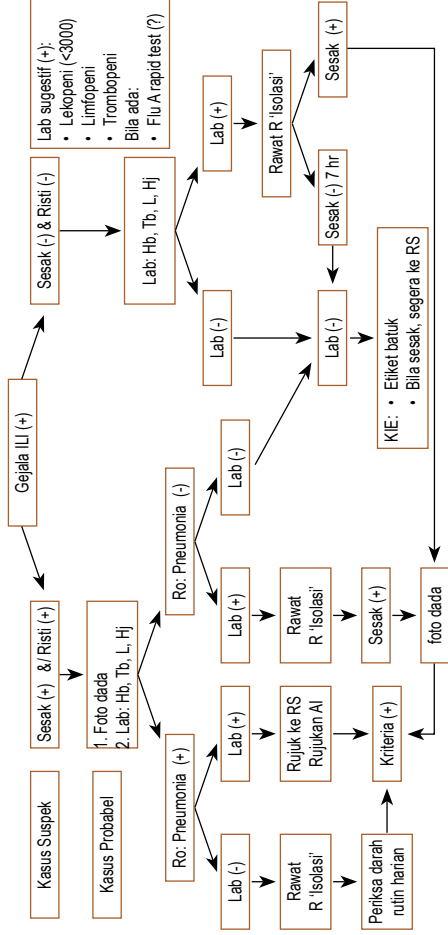 Gejala ILI (+)
Kasus Suspek
Sesak (+) &/ Risti (+)
Sesak (-) & Risti (-)
Lab sugestif (+):
• Lekopeni (<3000)
• Limfopeni
• Trombopeni
Bila ada:
• Flu A rapid test (?)
Kasus Probabel
1. Foto dada
2. Lab: Hb, Tb, L, Hj
Lab: Hb, Tb, L, Hj
Ro: Pneumonia (+)
Ro: Pneumonia (-)
Lab (-)
Lab (+)
Lab (+)
Lab (-)
Lab (-)
Lab (+)
Rawat
R 'Isolasi"
Rujuk ke RS
Rujukan AI
Rawat
R 'Isolasi"
Rawat R 'Isolasi"
Periksa darah
rutin harian
Kriteria (+)
Sesak (+)
Lab (-)
Sesak (-) 7 hr
Sesak (+)
foto dada
KIE: • Etiket batuk
• Bila sesak, segera ke RS